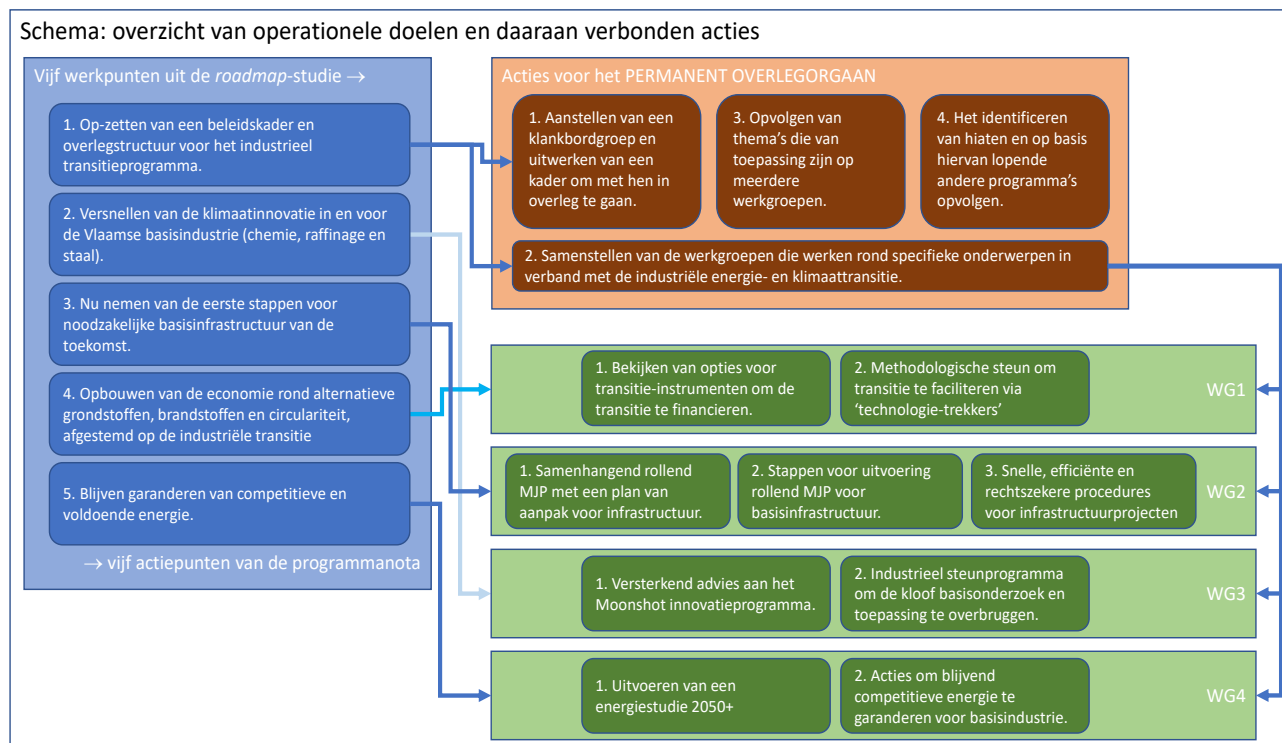 Schema: overzicht van operationele doelen en daaraan verbonden acties
Vijf werkpunten uit de roadmap-studie →
1. Op-zetten van een beleidskader en
overlegstructuur voor het industrieel
transitieprogramma.
2. Versnellen van de klimaatinnovatie in en voor
de Vlaamse basisindustrie (chemie, raffinage en
staal).
3. Nu nemen van de eerste stappen voor
noodzakelijke basisinfrastructuur van de
toekomst.
4. Opbouwen van de economie rond alternatieve
grondstoffen, brandstoffen en circulariteit,
afgestemd op de industriële transitie
5. Blijven garanderen van competitieve en
voldoende energie.
→ vijf actiepunten van de programmanota
Acties voor het PERMANENT OVERLEGORGAAN
1. Aanstellen van een
klankbordgroep en
uitwerken van een
kader om met hen in
overleg te gaan.
3. Opvolgen van
thema's die van
toepassing zijn op
meerdere
werkgroepen.
4. Het identificeren
van hiaten en op basis
hiervan lopende
andere programma's
opvolgen.
2. Samenstellen van de werkgroepen die werken rond specifieke onderwerpen in
verband met de industriële energie- en klimaattransitie.
1. Bekijken van opties voor
transitie-instrumenten om de
transitie te financieren.
2. Methodologische steun om
transitie te faciliteren via
'technologie-trekkers'
WG1
1. Samenhangend rollend
MJP met een plan van
aanpak voor infrastructuur.
2. Stappen voor uitvoering
rollend MJP voor
basisinfrastructuur.
3. Snelle, efficiënte en
rechtszekere procedures
voor infrastructuurprojecten
WG2
1. Versterkend advies aan het
Moonshot innovatieprogramma.
2. Industrieel steunprogramma
om de kloof basisonderzoek en
toepassing te overbruggen.
WG3
1. Uitvoeren van een
energiestudie 2050+
2. Acties om blijvend
competitieve energie te
garanderen voor basisindustrie.
WG4